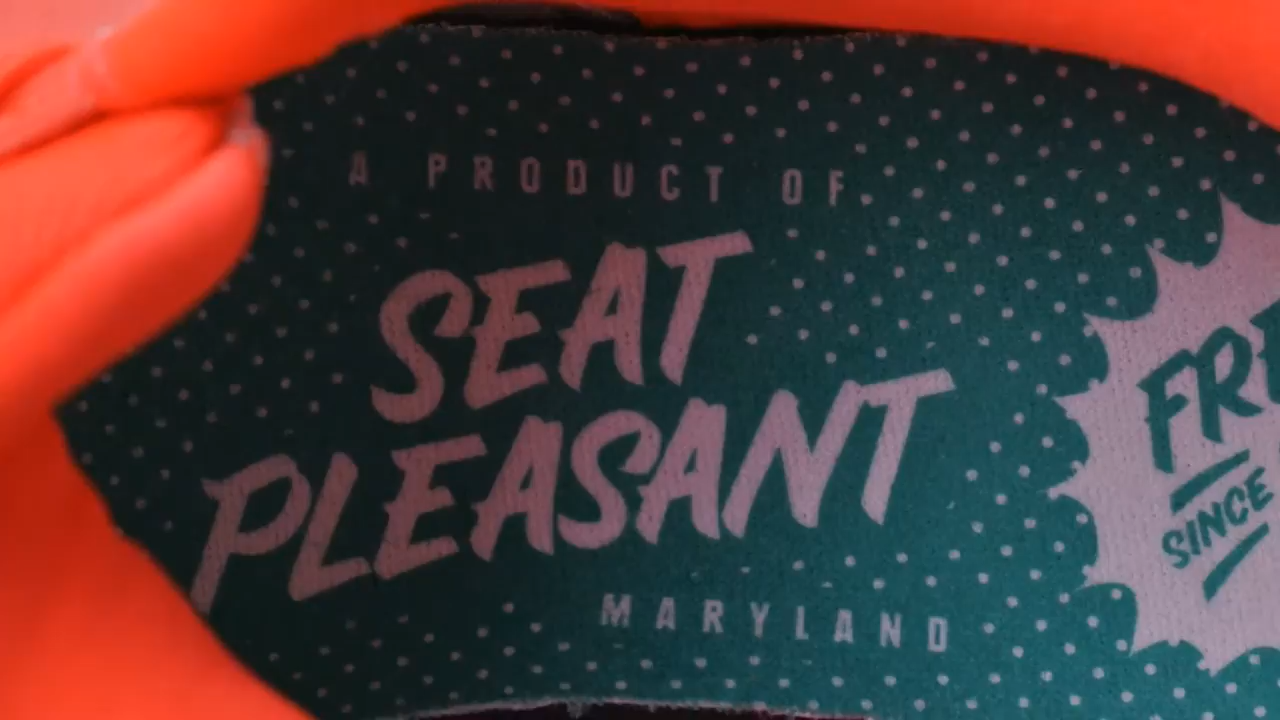 A PRODUCT OF
SEAT
PLEASANT
MARYLAND
SINCE